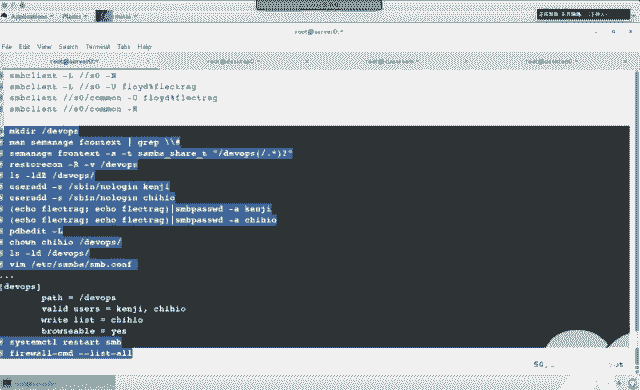 Applications
Places
root@server0:~
File Edit View Search Terminal Tabs Help
# smbclient -L //s0 -N
# smbclient -L //s0 -U floyd%flectrag
# smbclient //s0/common -U floyd%flectrag
# smbclient //s0/common -N
# mkdir /devops
# man semanage fcontext | grep \\#
# semanage fcontext -a -t samba_share_t "/devops(/.*)?"
# restorecon -R -v /devops
# ls -ldZ /devops/
# useradd -s /sbin/nologin kenji
# useradd -s /sbin/nologin chihio
# (echo flectrag; echo flectrag)|smbpasswd -a kenji
# (echo flectrag; echo flectrag)|smbpasswd -a chihio
# pdbedit -L
# chown chihio /devops/
# ls -ld /devops/
# vim /etc/samba/smb.conf
...
[devops]
path = /devops
valid users = kenji, chihio
write list = chihio
browseable = yes
# systemctl restart smb
# firewall-cmd --list-all